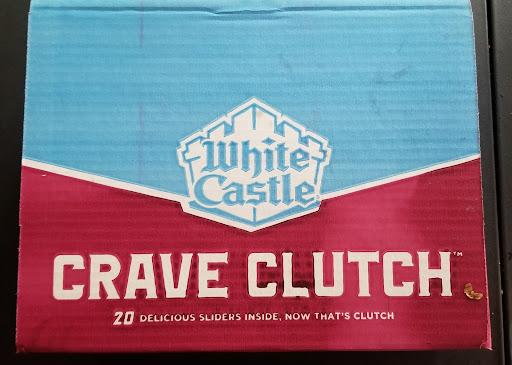 White
Castle
CRAVE CLUTCH™
20 DELICIOUS SLIDERS INSIDE, NOW THAT'S CLUTCH